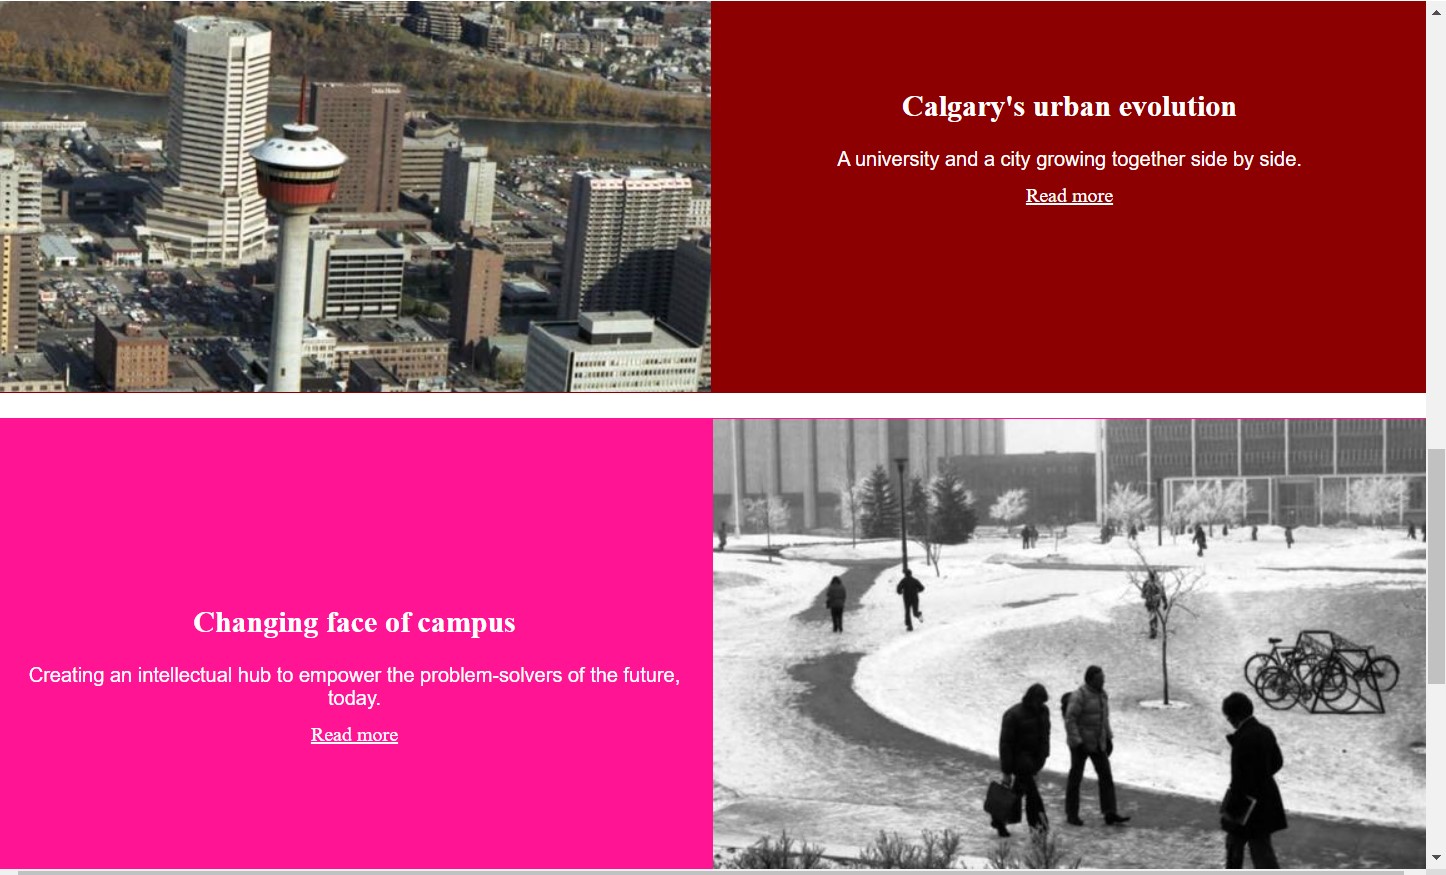 Calgary's urban evolution
A university and a city growing together side by side.
Read more
Changing face of campus
Creating an intellectual hub to empower the problem-solvers of the future,
today.
Read more